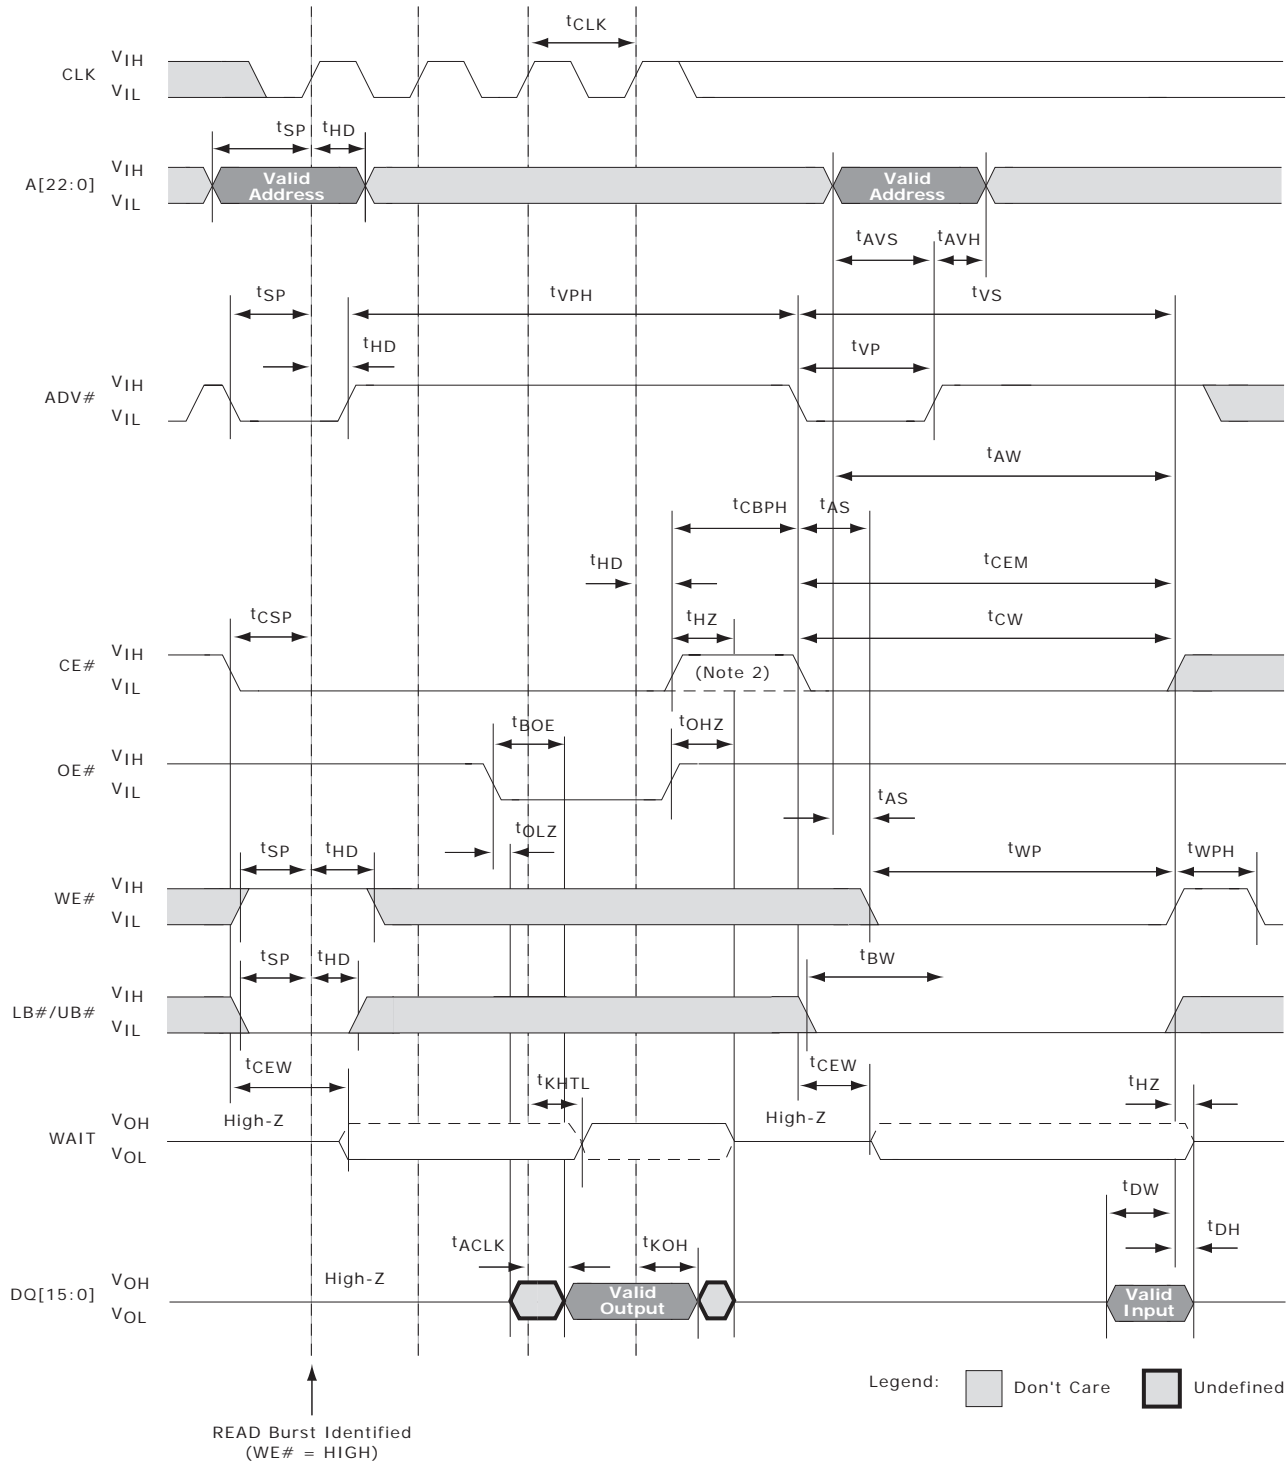 tCLK
CLK VIH
VIL
tSP tHD
A[22:0] VIH
VIL
Valid
Address
Valid
Address
tAVS tAVH
tSP tVPH tVS
tHD tVP
ADV# VIH
VIL
tAW
tCBPH tAS
tHD tCEM
tCSP tHZ tCW
CE# VIH
VIL
(Note 2)
tBOE tOHZ
OE# VIH
VIL
tAS
tOLZ
tSP tHD tWP tWPH
WE# VIH
VIL
tSP tHD tBW
LB#/UB# VIH
VIL
tCEW tKHTL tCEW tHZ
High-Z High-Z
WAIT VOH
VOL
tDW
tACLK tKOH tDH
High-Z
DQ[15:0] VOH
VOL
Valid
Output
Valid
Input
Legend: Don't Care Undefined
READ Burst Identified
(WE# = HIGH)